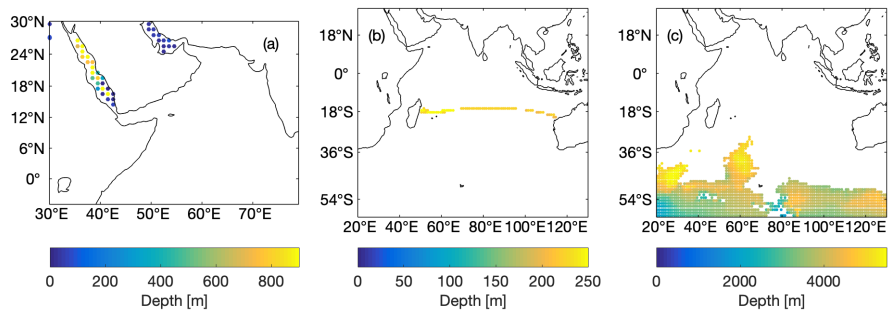 (a)
30°N
24°N
18°N
12°N
6°N
0°
30°E 40°E 50°E 60°E 70°E
0 200 400 600 800
Depth [m]
(b)
18°N
0°
18°S
36°S
54°S
20°E 40°E 60°E 80°E 100°E 120°E
0 50 100 150 200 250
Depth [m]
(c)
18°N
0°
18°S
36°S
54°S
20°E 40°E 60°E 80°E 100°E 120°E
0 2000 4000
Depth [m]